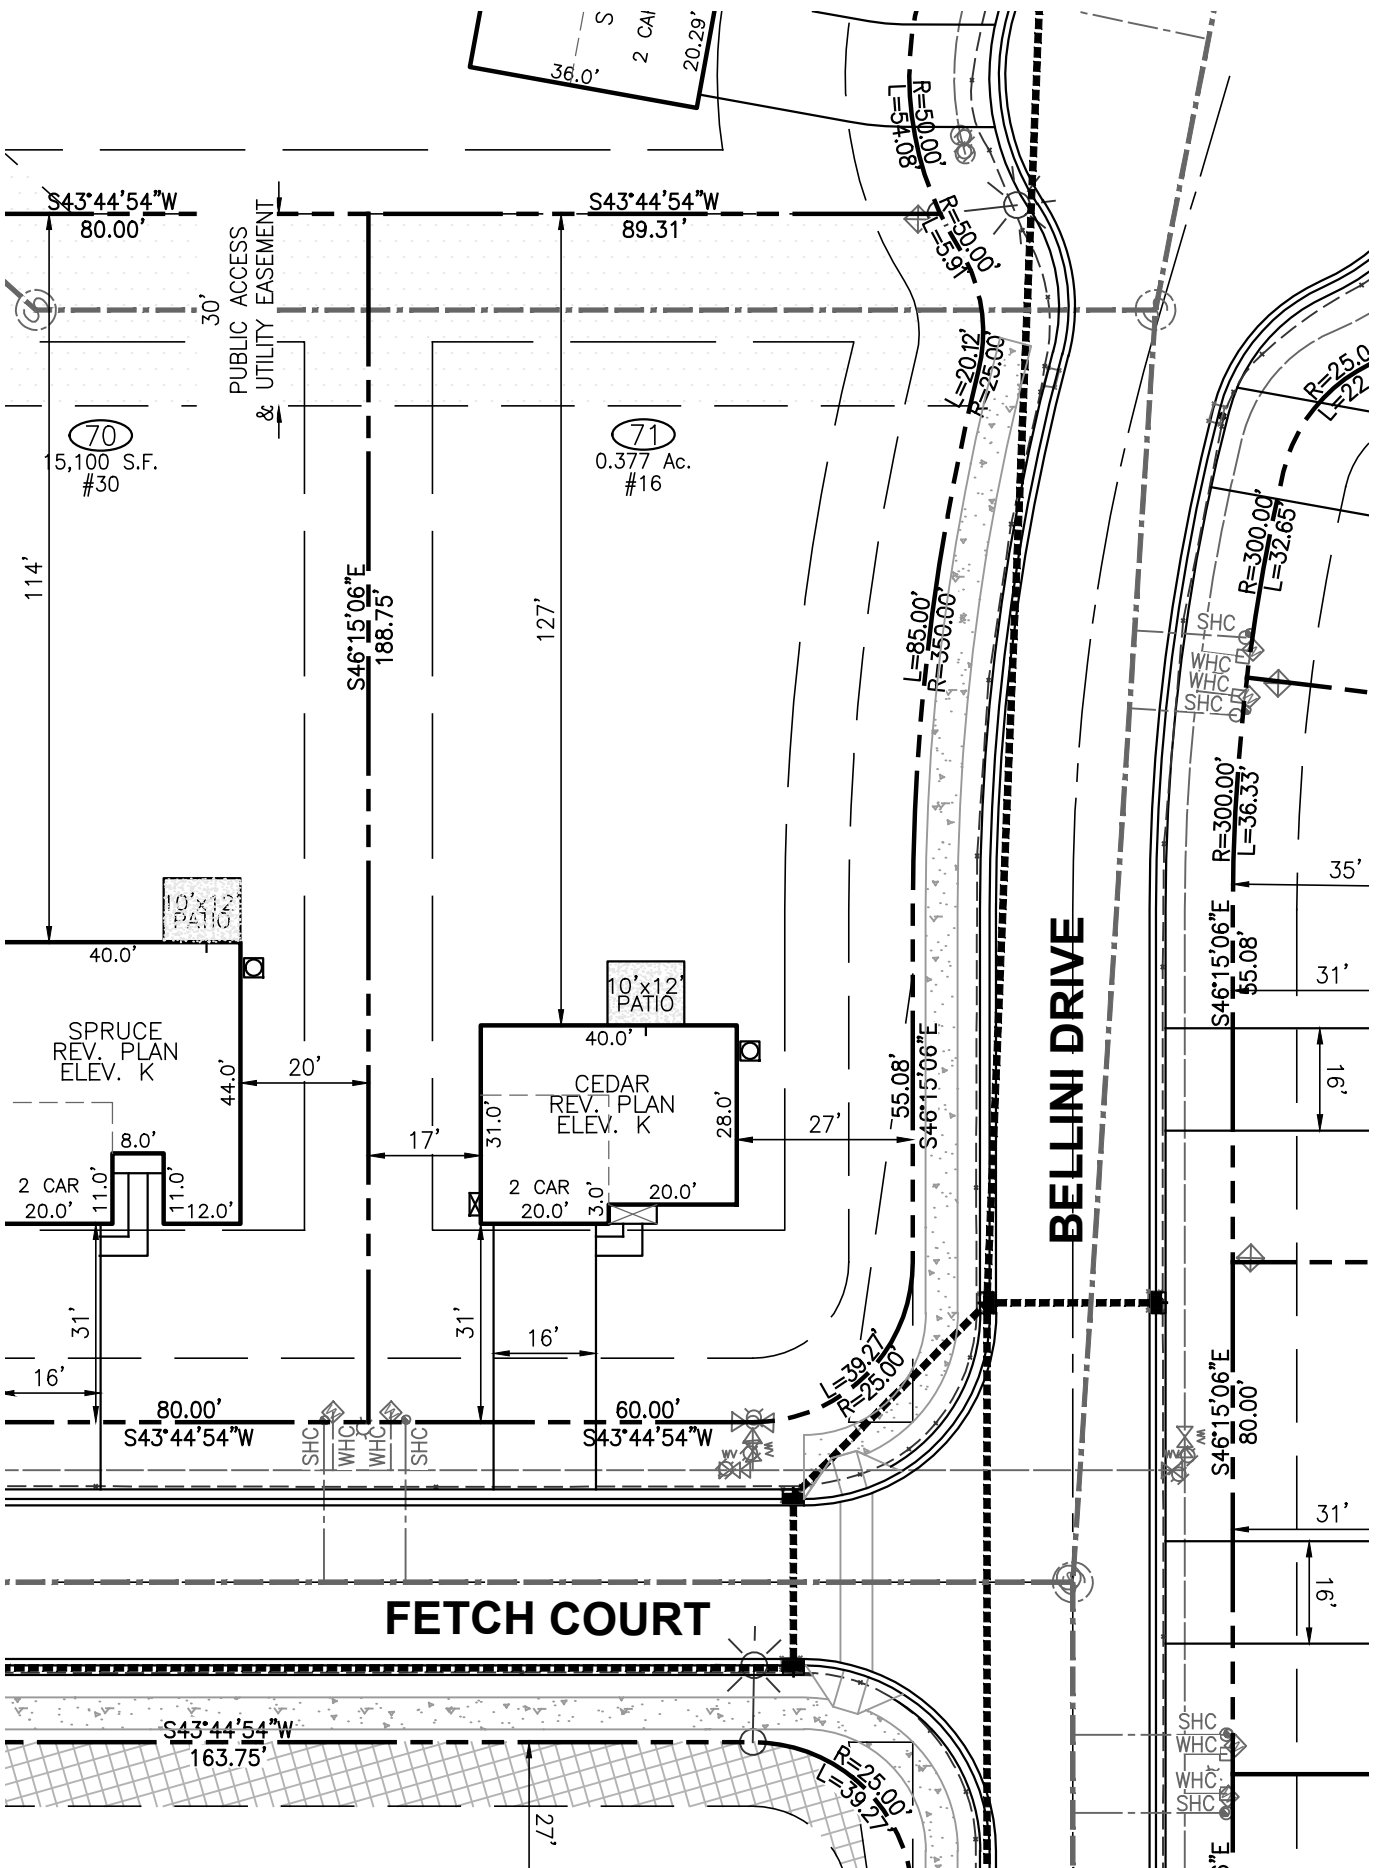 S
2 CAR
20.29'
36.0'
R=50.00'
L=54.08'
S43°44'54"W
80.00'
S43°44'54"W
89.31'
R=50.00'
L=5.91'
30'
PUBLIC ACCESS
& UTILITY EASEMENT
L=20.12'
R=25.00'
R=25.0
L=22
70
15,100 S.F.
#30
71
0.377 Ac.
#16
114'
S46°15'06"E
188.75'
127'
L=85.00'
R=350.00'
R=300.00'
L=32.65'
SHC
WHC
WHC
SHC
R=300.00'
L=36.33'
35'
10'x12'
PATIO
40.0'
SPRUCE
REV. PLAN
ELEV. K
44.0'
20'
8.0'
2 CAR
20.0'
11.0'
11.0'
12.0'
10'x12'
PATIO
40.0'
CEDAR
REV. PLAN
ELEV. K
31.0'
28.0'
17'
27'
2 CAR
20.0'
3.0'
20.0'
55.08'
S46°15'06"E
BELLINI DRIVE
S46°15'06"E
55.08'
31'
16'
31'
16'
31'
16'
L=39.27'
R=25.00'
80.00'
S43°44'54"W
60.00'
S43°44'54"W
SHC
WHC
WHC
SHC
WV
WV
WV
S46°15'06"E
80.00'
31'
16'
FETCH COURT
S43°44'54"W
163.75'
27'
R=25.00'
L=39.27'
SHC
WHC
WHC
SHC
6"E